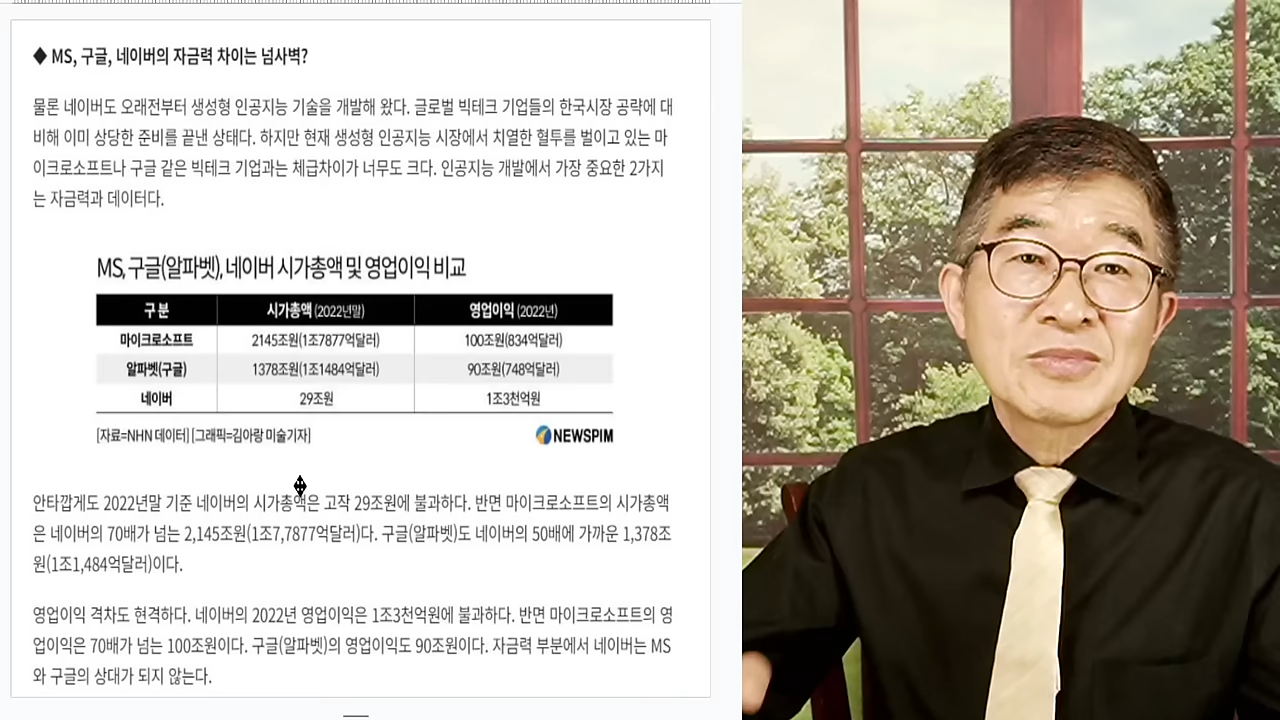 ◆ MS, 구글, 네이버의 자금력 차이는 넘사벽?
물론 네이버도 오래전부터 생성형 인공지능 기술을 개발해 왔다. 글로벌 빅테크 기업들의 한국시장 공략에 대
비해 이미 상당한 준비를 끝낸 상태다. 하지만 현재 생성형 인공지능 시장에서 치열한 혈투를 벌이고 있는 마
이크로소프트나 구글 같은 빅테크 기업과는 체급차이가 너무도 크다. 인공지능 개발에서 가장 중요한 2가지
는 자금력과 데이터다.
MS, 구글(알파벳), 네이버 시가총액 및 영업이익 비교
구 분 시가총액 (2022년말) 영업이익 (2022년)
마이크로소프트 2145조원(1조7877억달러) 100조원(834억달러)
알파벳(구글) 1378조원(1조1484억달러) 90조원(748억달러)
네이버 29조원 1조3천억원
[자료=NHN 데이터] [그래픽=김아랑 미술기자] NEWSPIM
안타깝게도 2022년말 기준 네이버의 시가총액은 고작 29조원에 불과하다. 반면 마이크로소프트의 시가총액
은 네이버의 70배가 넘는 2,145조원(1조7,7877억달러)다. 구글(알파벳)도 네이버의 50배에 가까운 1,378조
원(1조1,484억달러)이다.
영업이익 격차도 현격하다. 네이버의 2022년 영업이익은 1조3천억원에 불과하다. 반면 마이크로소프트의 영
업이익은 70배가 넘는 100조원이다. 구글(알파벳)의 영업이익도 90조원이다. 자금력 부분에서 네이버는 MS
와 구글의 상대가 되지 않는다.